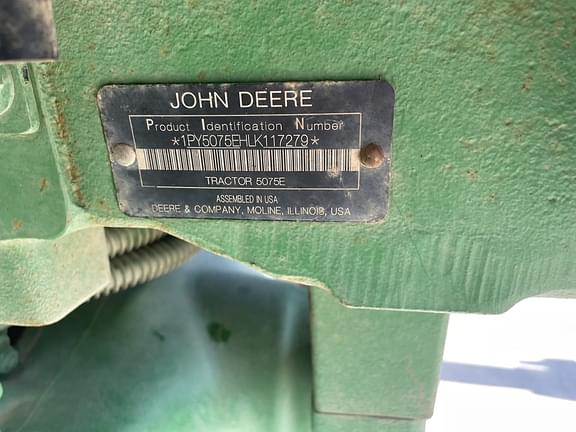 JOHN DEERE
Product Identification Number
*1PY5075EHLK117279*
TRACTOR 5075E
ASSEMBLED IN USA
DEERE & COMPANY, MOLINE, ILLINOIS, USA